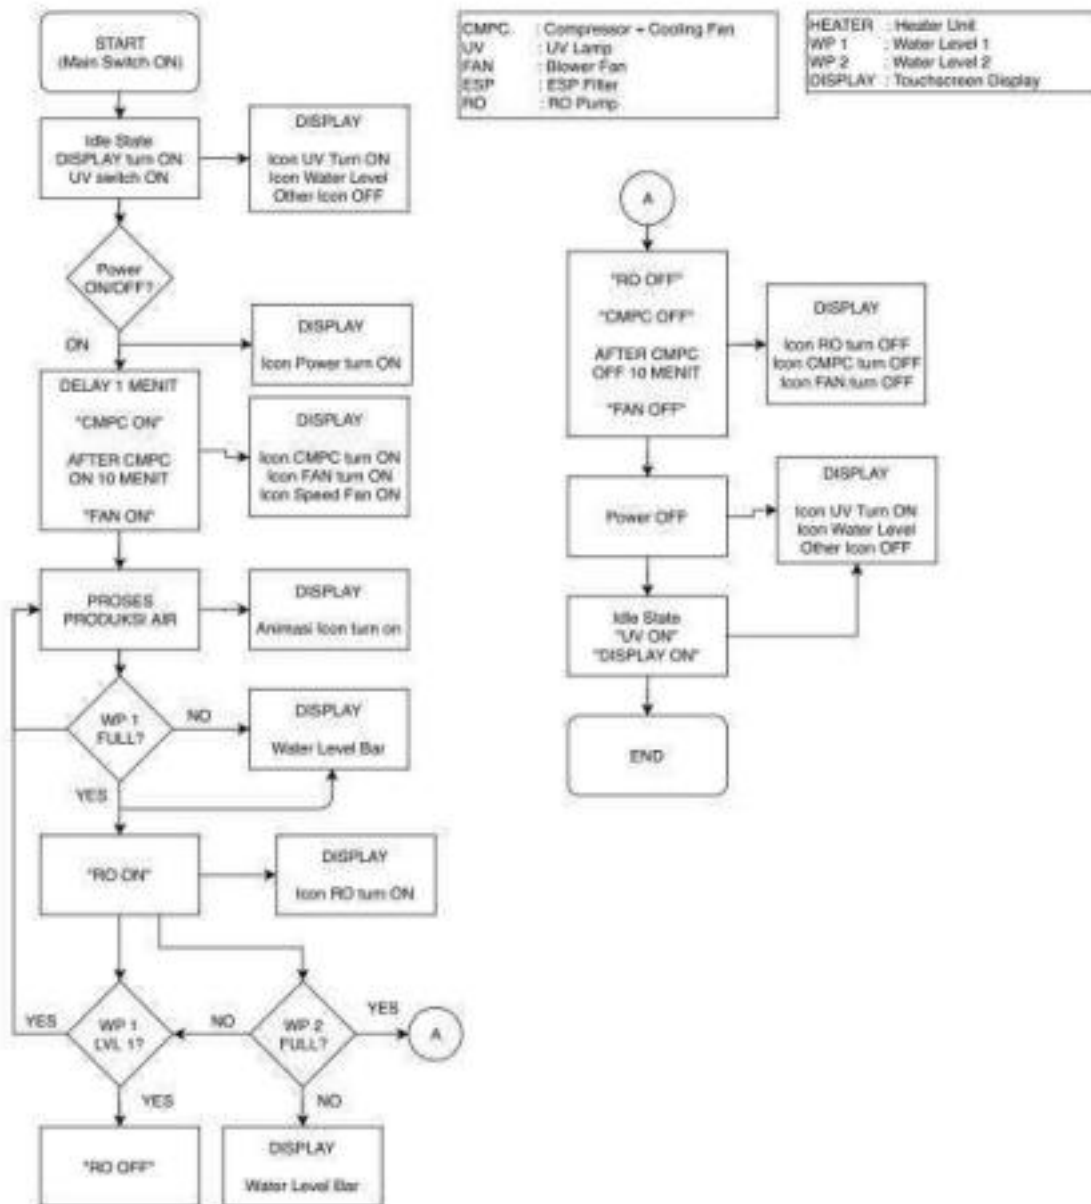 START
(Main Switch ON)
CMPC : Compressor + Cooling Fan
UV : UV Lamp
FAN : Blower Fan
ESP : ESP Filter
RO : RO Pump
HEATER : Heater Unit
WP 1 : Water Level 1
WP 2 : Water Level 2
DISPLAY : Touchscreen Display
Idle State
DISPLAY turn ON
UV switch ON
DISPLAY
Icon UV Turn ON
Icon Water Level
Other Icon OFF
Power
ON/OFF?
ON
DISPLAY
Icon Power turn ON
DELAY 1 MENIT
"CMPC ON"
AFTER CMPC
ON 10 MENIT
"FAN ON"
DISPLAY
Icon CMPC turn ON
Icon FAN turn ON
Icon Speed Fan ON
PROSES
PRODUKSI AIR
DISPLAY
Animasi Icon turn on
WP 1
FULL?
NO
DISPLAY
Water Level Bar
YES
"RO ON"
DISPLAY
Icon RO turn ON
WP 1
LVL 1?
YES
NO
WP 2
FULL?
YES
A
YES
NO
"RO OFF"
DISPLAY
Water Level Bar
A
"RO OFF"
"CMPC OFF"
AFTER CMPC
OFF 10 MENIT
"FAN OFF"
DISPLAY
Icon RO turn OFF
Icon CMPC turn OFF
Icon FAN turn OFF
Power OFF
DISPLAY
Icon UV Turn ON
Icon Water Level
Other Icon OFF
Idle State
"UV ON"
"DISPLAY ON"
END